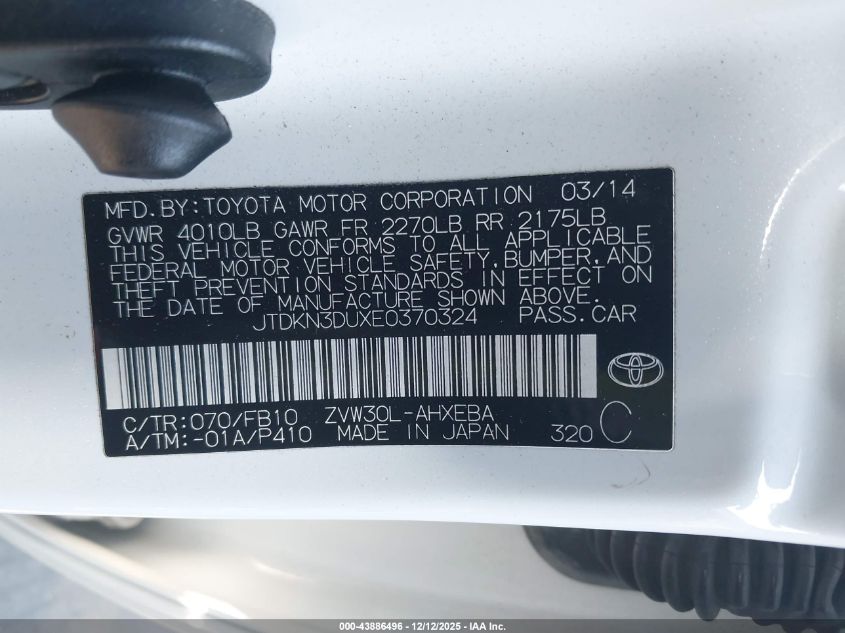 MFD.BY:TOYOTA MOTOR CORPORATION 03/14
GVWR 4010LB GAWR FR 2270LB RR 2175LB
THIS VEHICLE CONFORMS TO ALL APPLICABLE
FEDERAL MOTOR VEHICLE SAFETY,BUMPER,AND
THEFT PREVENTION STANDARDS IN EFFECT ON
THE DATE OF MANUFACTURE SHOWN ABOVE.
JTDKN3DUXE0370324 PASS.CAR
C/TR:070/FB10 ZVW30L-AHXEBA
A/TM:-01A/P410 MADE IN JAPAN 320 C
000-43886496 - 12/12/2025 - IAA Inc.